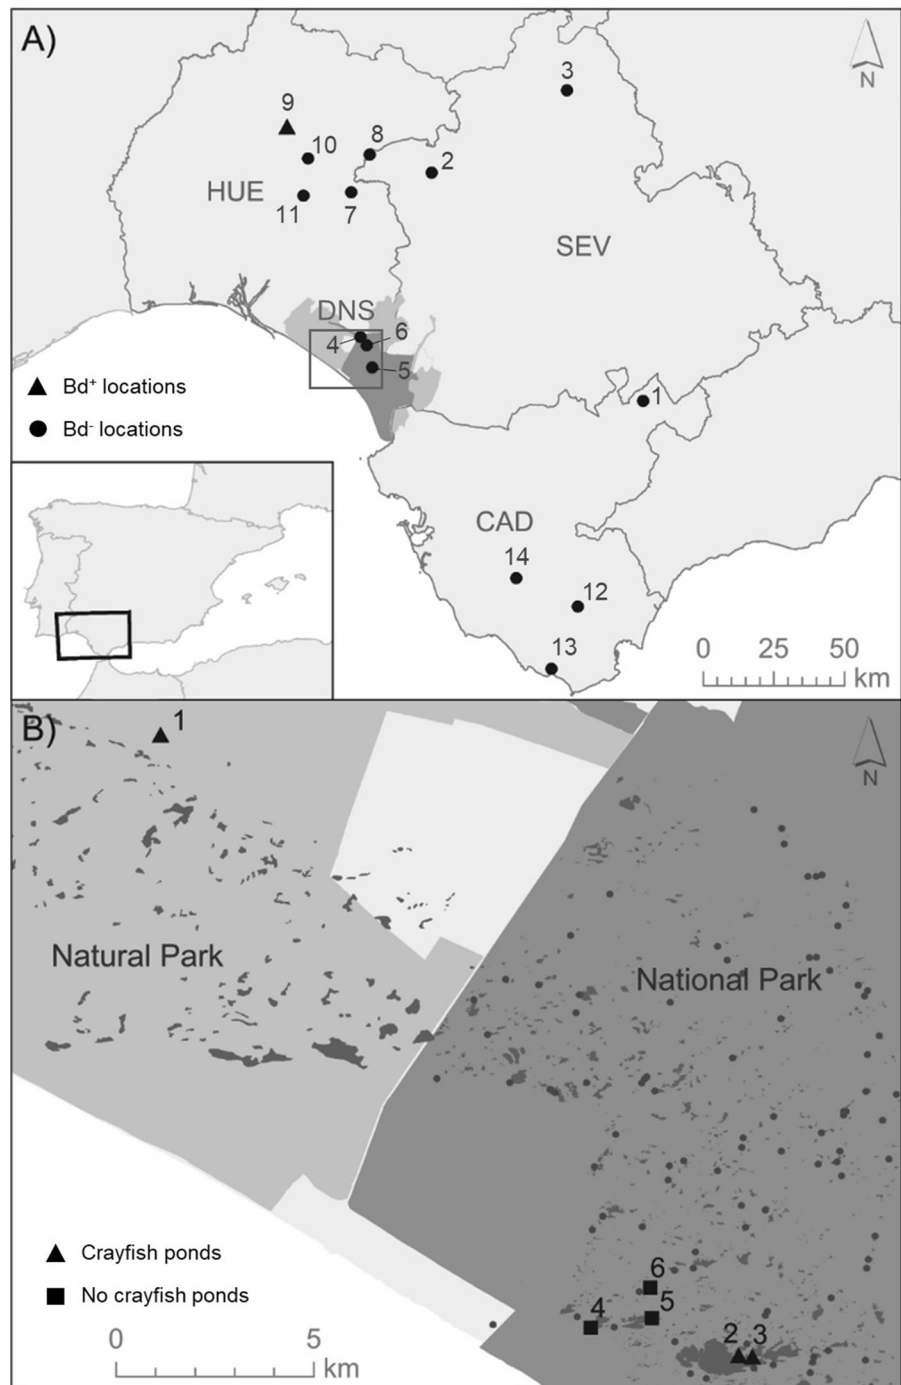 A)
N
3
9
10
8
2
HUE
11
7
SEV
DNS
4
6
5
▲ Bd+ locations
● Bd- locations
1
CAD
14
12
13
0 25 50
km
B)
1
N
Natural Park
National Park
▲ Crayfish ponds
■ No crayfish ponds
6
4
5
2 3
0 5
km